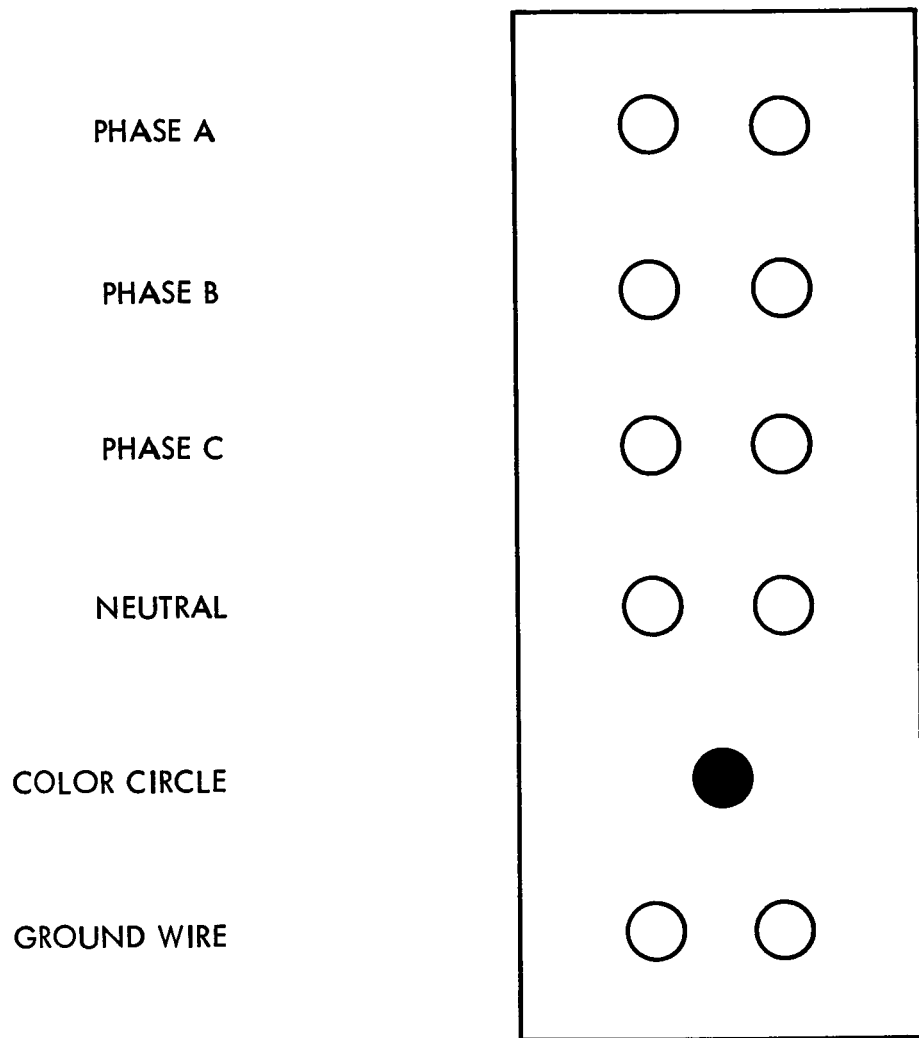 PHASE A
PHASE B
PHASE C
NEUTRAL
COLOR CIRCLE
GROUND WIRE